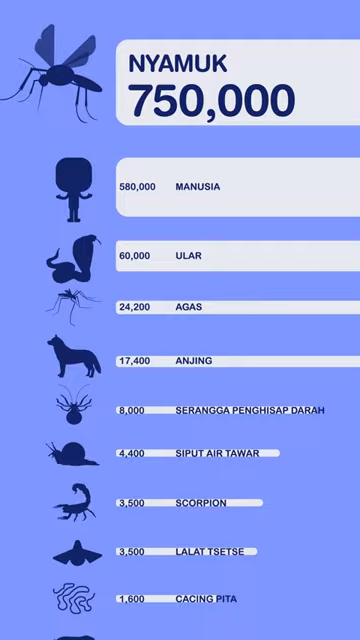 NYAMUK
750,000
580,000 MANUSIA
60,000 ULAR
24,200 AGAS
17,400 ANJING
8,000 SERANGGA PENGHISAP DARAH
4,400 SIPUT AIR TAWAR
3,500 SCORPION
3,500 LALAT TSETSE
1,600 CACING PITA